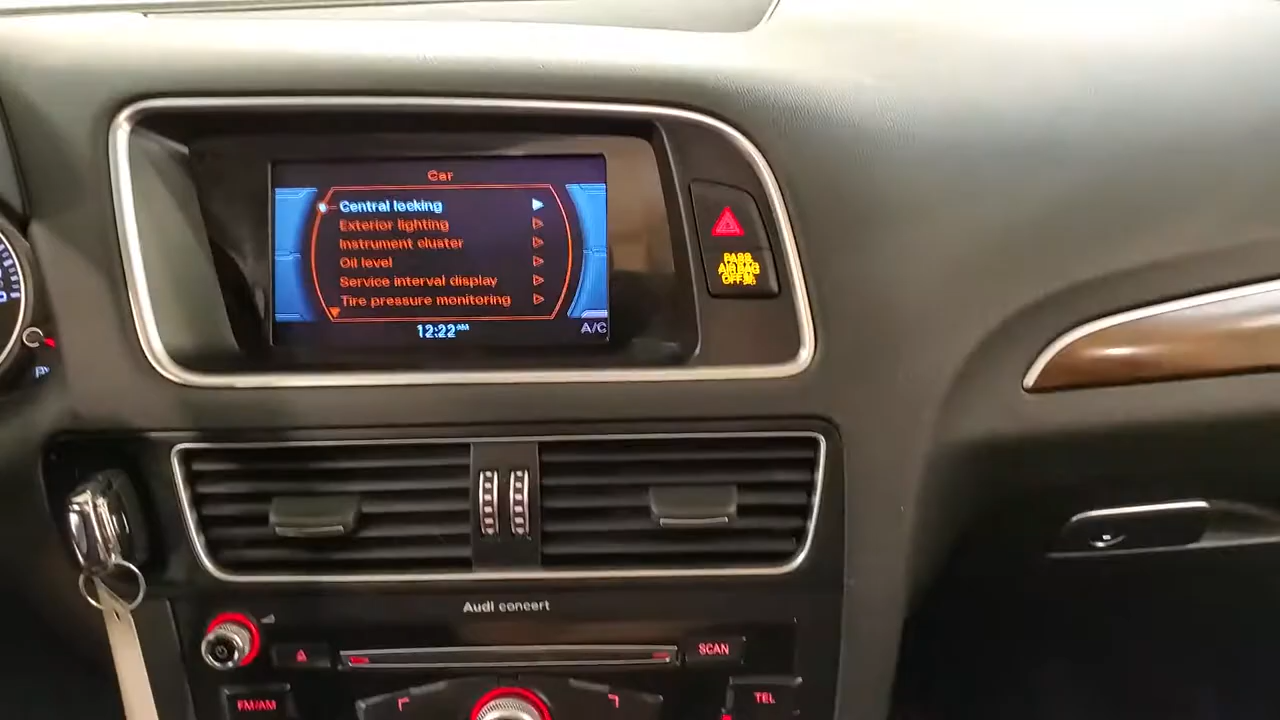 Car
Central locking
Exterior lighting
Instrument cluster
Oil level
Service interval display
Tire pressure monitoring
12:22 AM
A/C
PASS
AIRBAG
OFF
Audi concert
SCAN
FM/AM
TEL